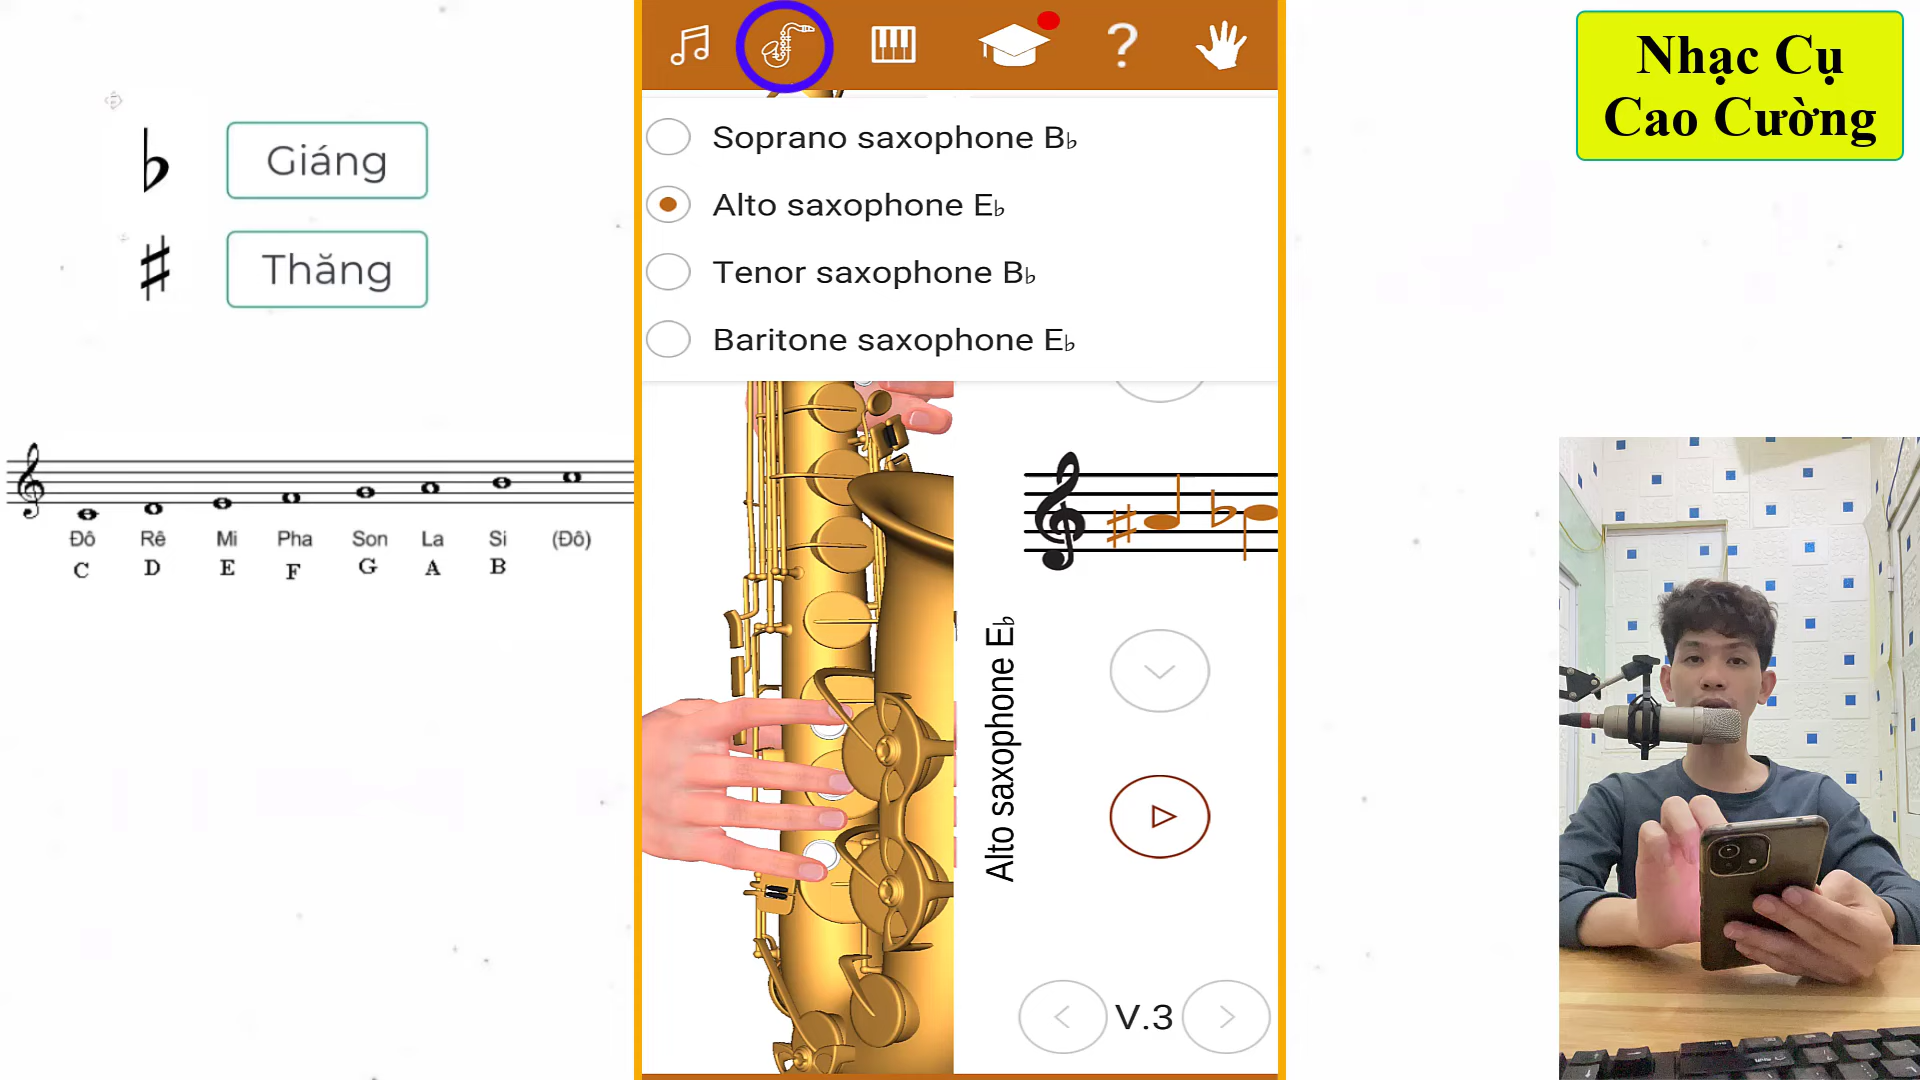 Giáng
Thăng
Đô Rê Mi Pha Son La Si (Đô)
C D E F G A B
Soprano saxophone B♭
Alto saxophone E♭
Tenor saxophone B♭
Baritone saxophone E♭
Alto saxophone E♭
V.3
Nhạc Cụ
Cao Cường